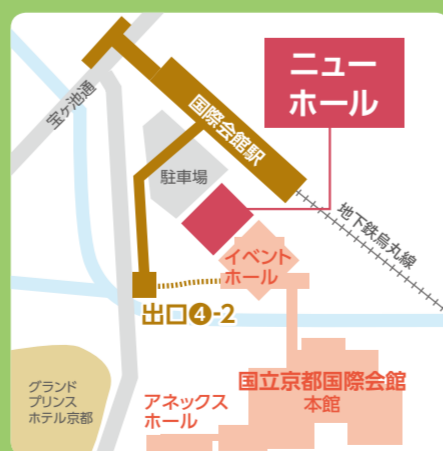 ニュー
ホール
宝ヶ池通
国際会館駅
駐車場
地下鉄烏丸線
イベント
ホール
出口❹-2
国立京都国際会館
本館
グランド
プリンス
ホテル京都
アネックス
ホール